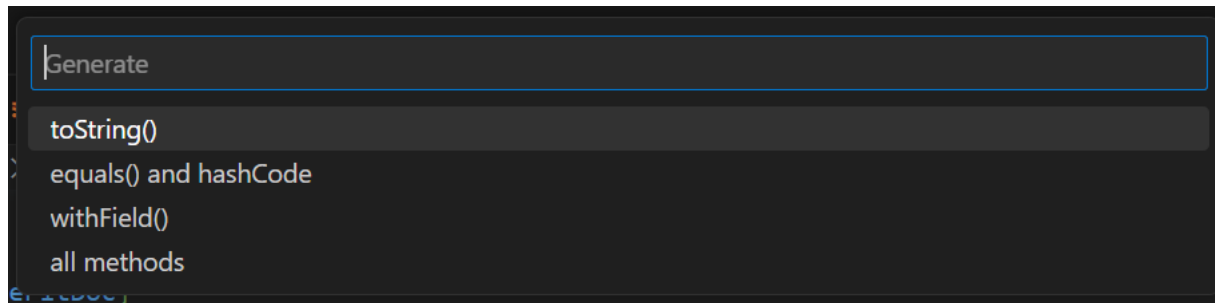 Generate
toString()
equals() and hashCode
withField()
all methods